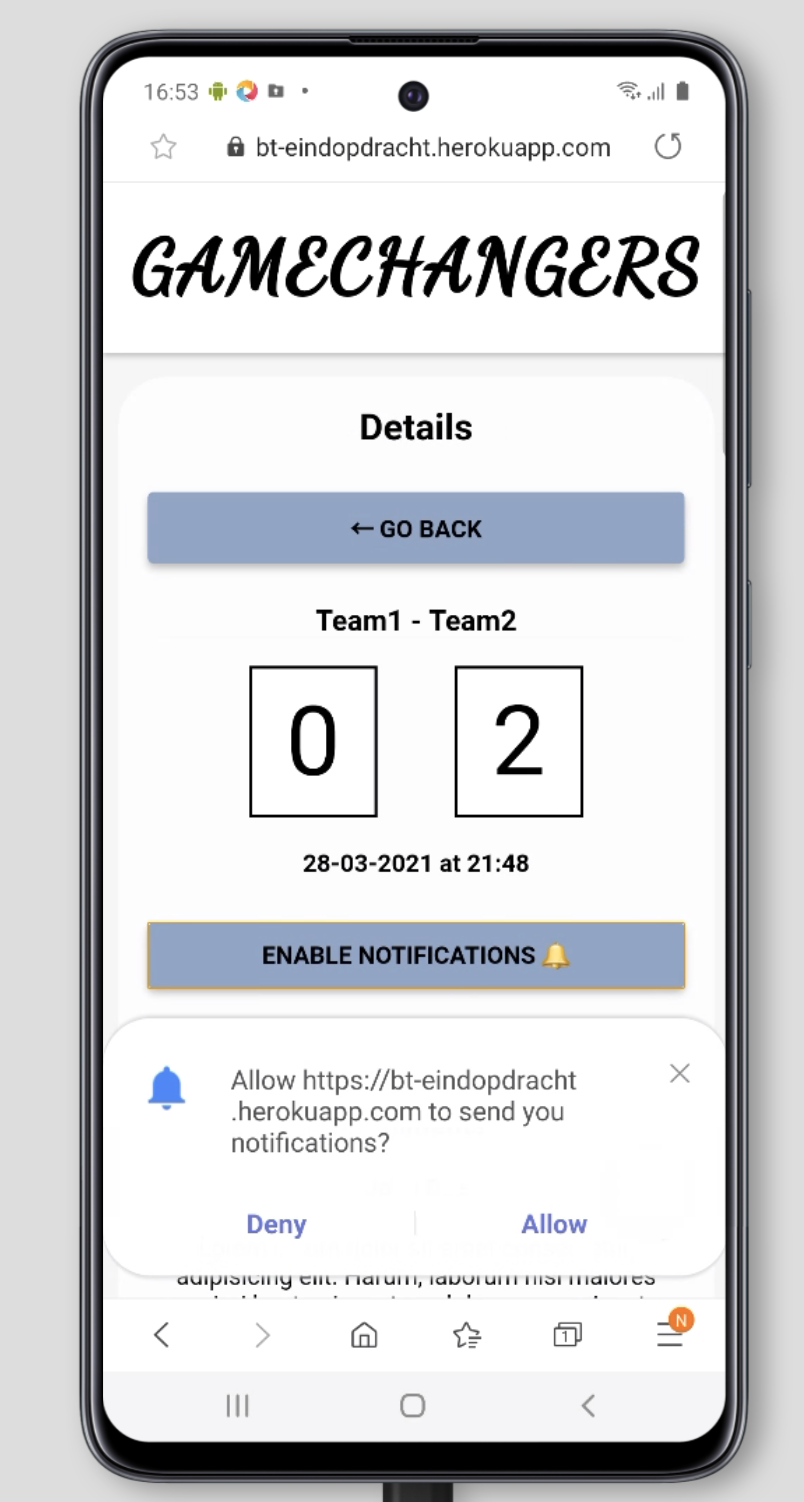 16:53
bt-eindopdracht.herokuapp.com
GAMECHANGERS
Details
← GO BACK
Team1 - Team2
0 2
28-03-2021 at 21:48
ENABLE NOTIFICATIONS 🔔
Allow https://bt-eindopdracht
.herokuapp.com to send you
notifications?
Deny Allow
adipisicing elit. Harum, laborum nisi maiores
1 N